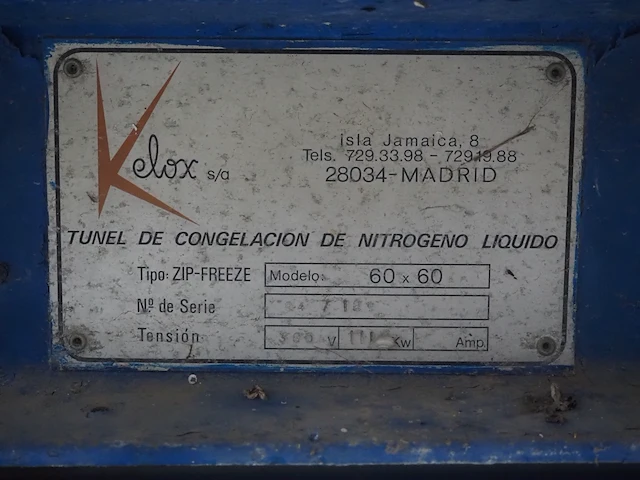 Kelox s/a
isla Jamaica, 8
Tels. 729.33.98 - 729.19.88
28034-MADRID
TUNEL DE CONGELACION DE NITROGENO LIQUIDO
Tipo: ZIP-FREEZE Modelo: 60 x 60
Nº de Serie
Tensión V Kw Amp.